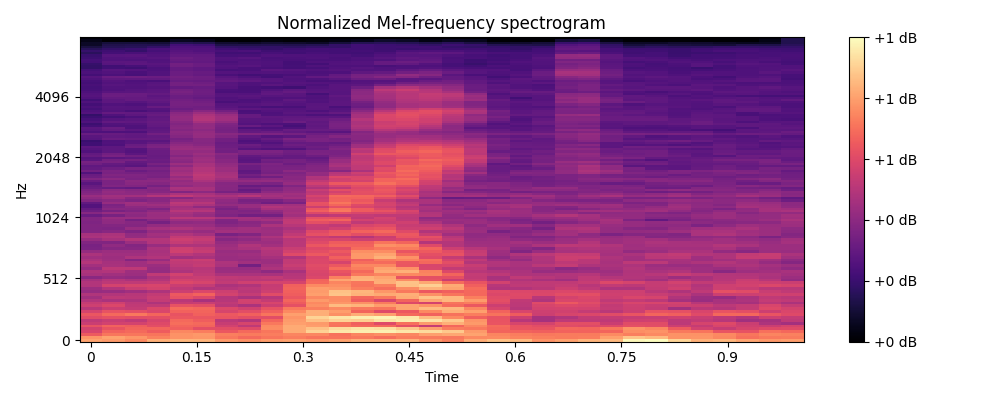 Normalized Mel-frequency spectrogram
Hz
4096
2048
1024
512
0
0 0.15 0.3 0.45 0.6 0.75 0.9
Time
+1 dB
+1 dB
+1 dB
+0 dB
+0 dB
+0 dB